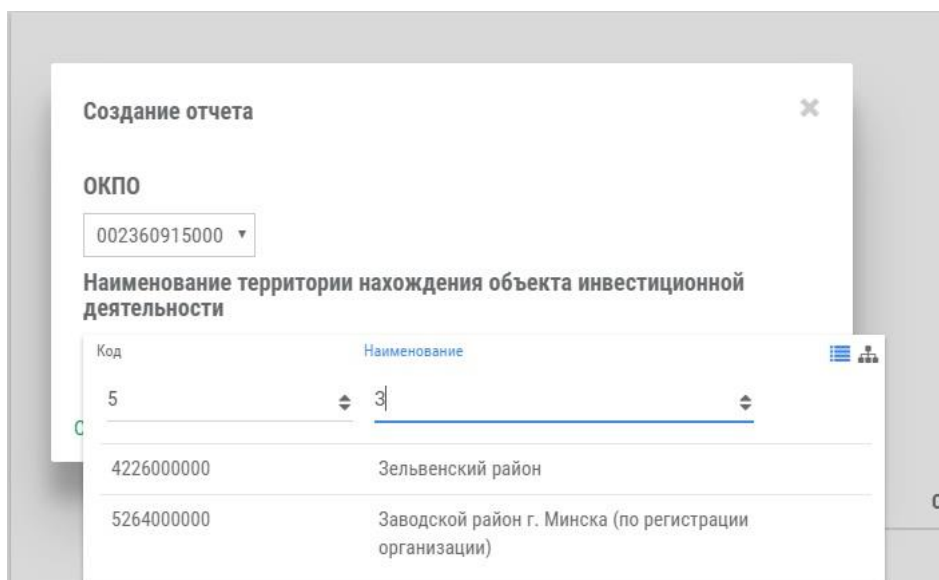 Создание отчета
ОКПО
002360915000
Наименование территории нахождения объекта инвестиционной
деятельности
Код Наименование
5 З
4226000000 Зельвенский район
5264000000 Заводской район г. Минска (по регистрации
организации)